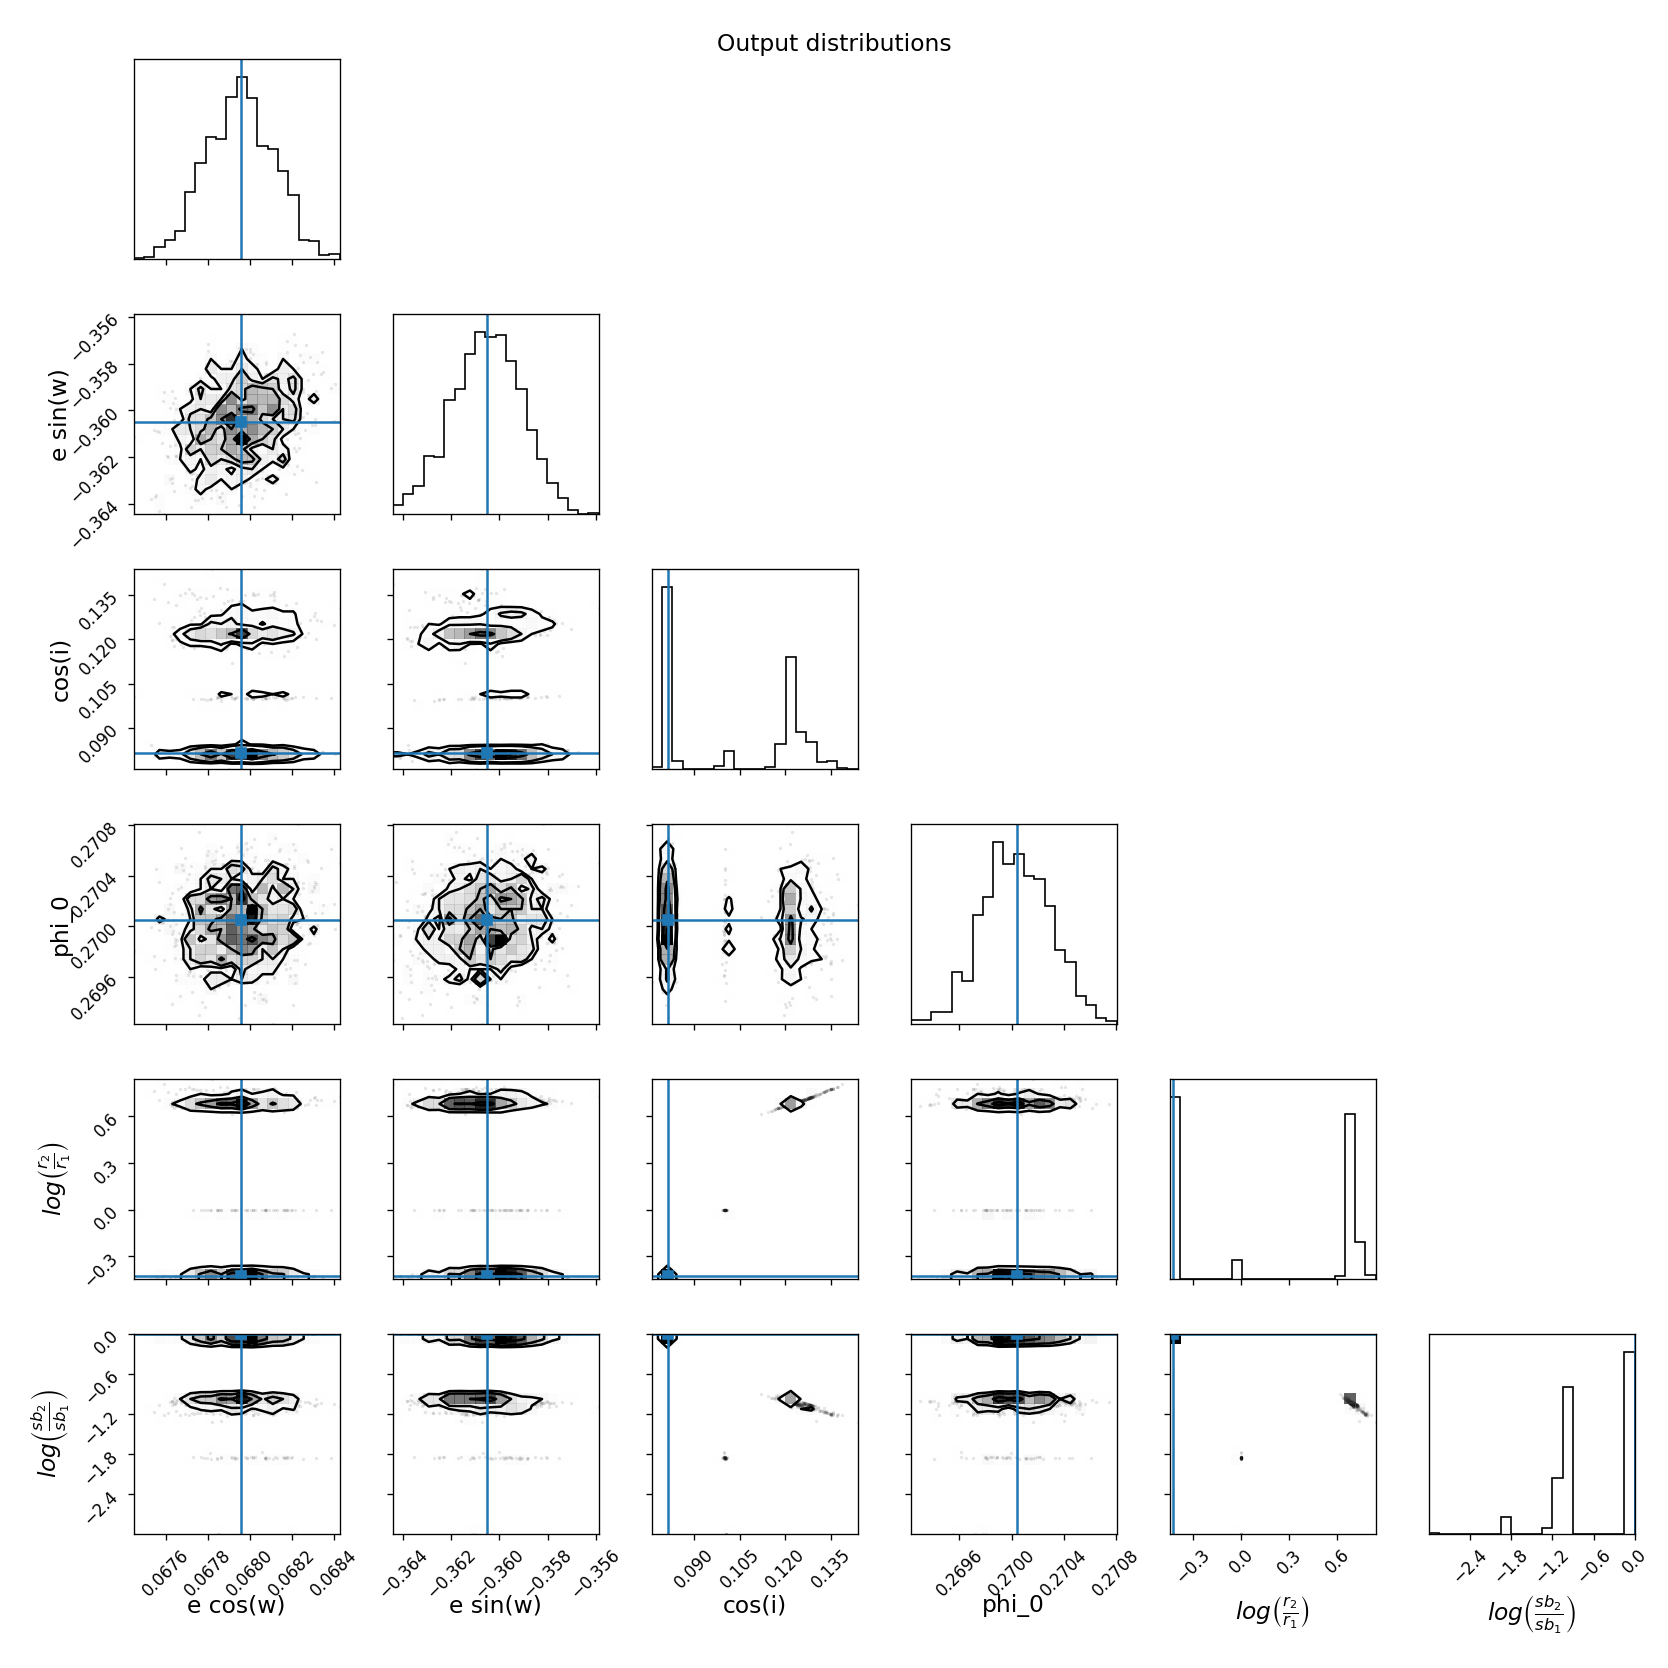 Output distributions
−0.356
−0.358
−0.360
−0.362
−0.364
e sin(w)
0.135
0.120
0.105
0.090
cos(i)
0.2708
0.2704
0.2700
0.2696
phi_0
0.6
0.3
0.0
−0.3
log(r₂/r₁)
0.0
−0.6
−1.2
−1.8
−2.4
log(sb₂/sb₁)
0.0676 0.0678 0.0680 0.0682 0.0684
−0.364 −0.362 −0.360 −0.358 −0.356
0.090 0.105 0.120 0.135
0.2696 0.2700 0.2704 0.2708
−0.3 0.0 0.3 0.6
−2.4 −1.8 −1.2 −0.6 0.0
e cos(w) e sin(w) cos(i) phi_0 log(r₂/r₁) log(sb₂/sb₁)